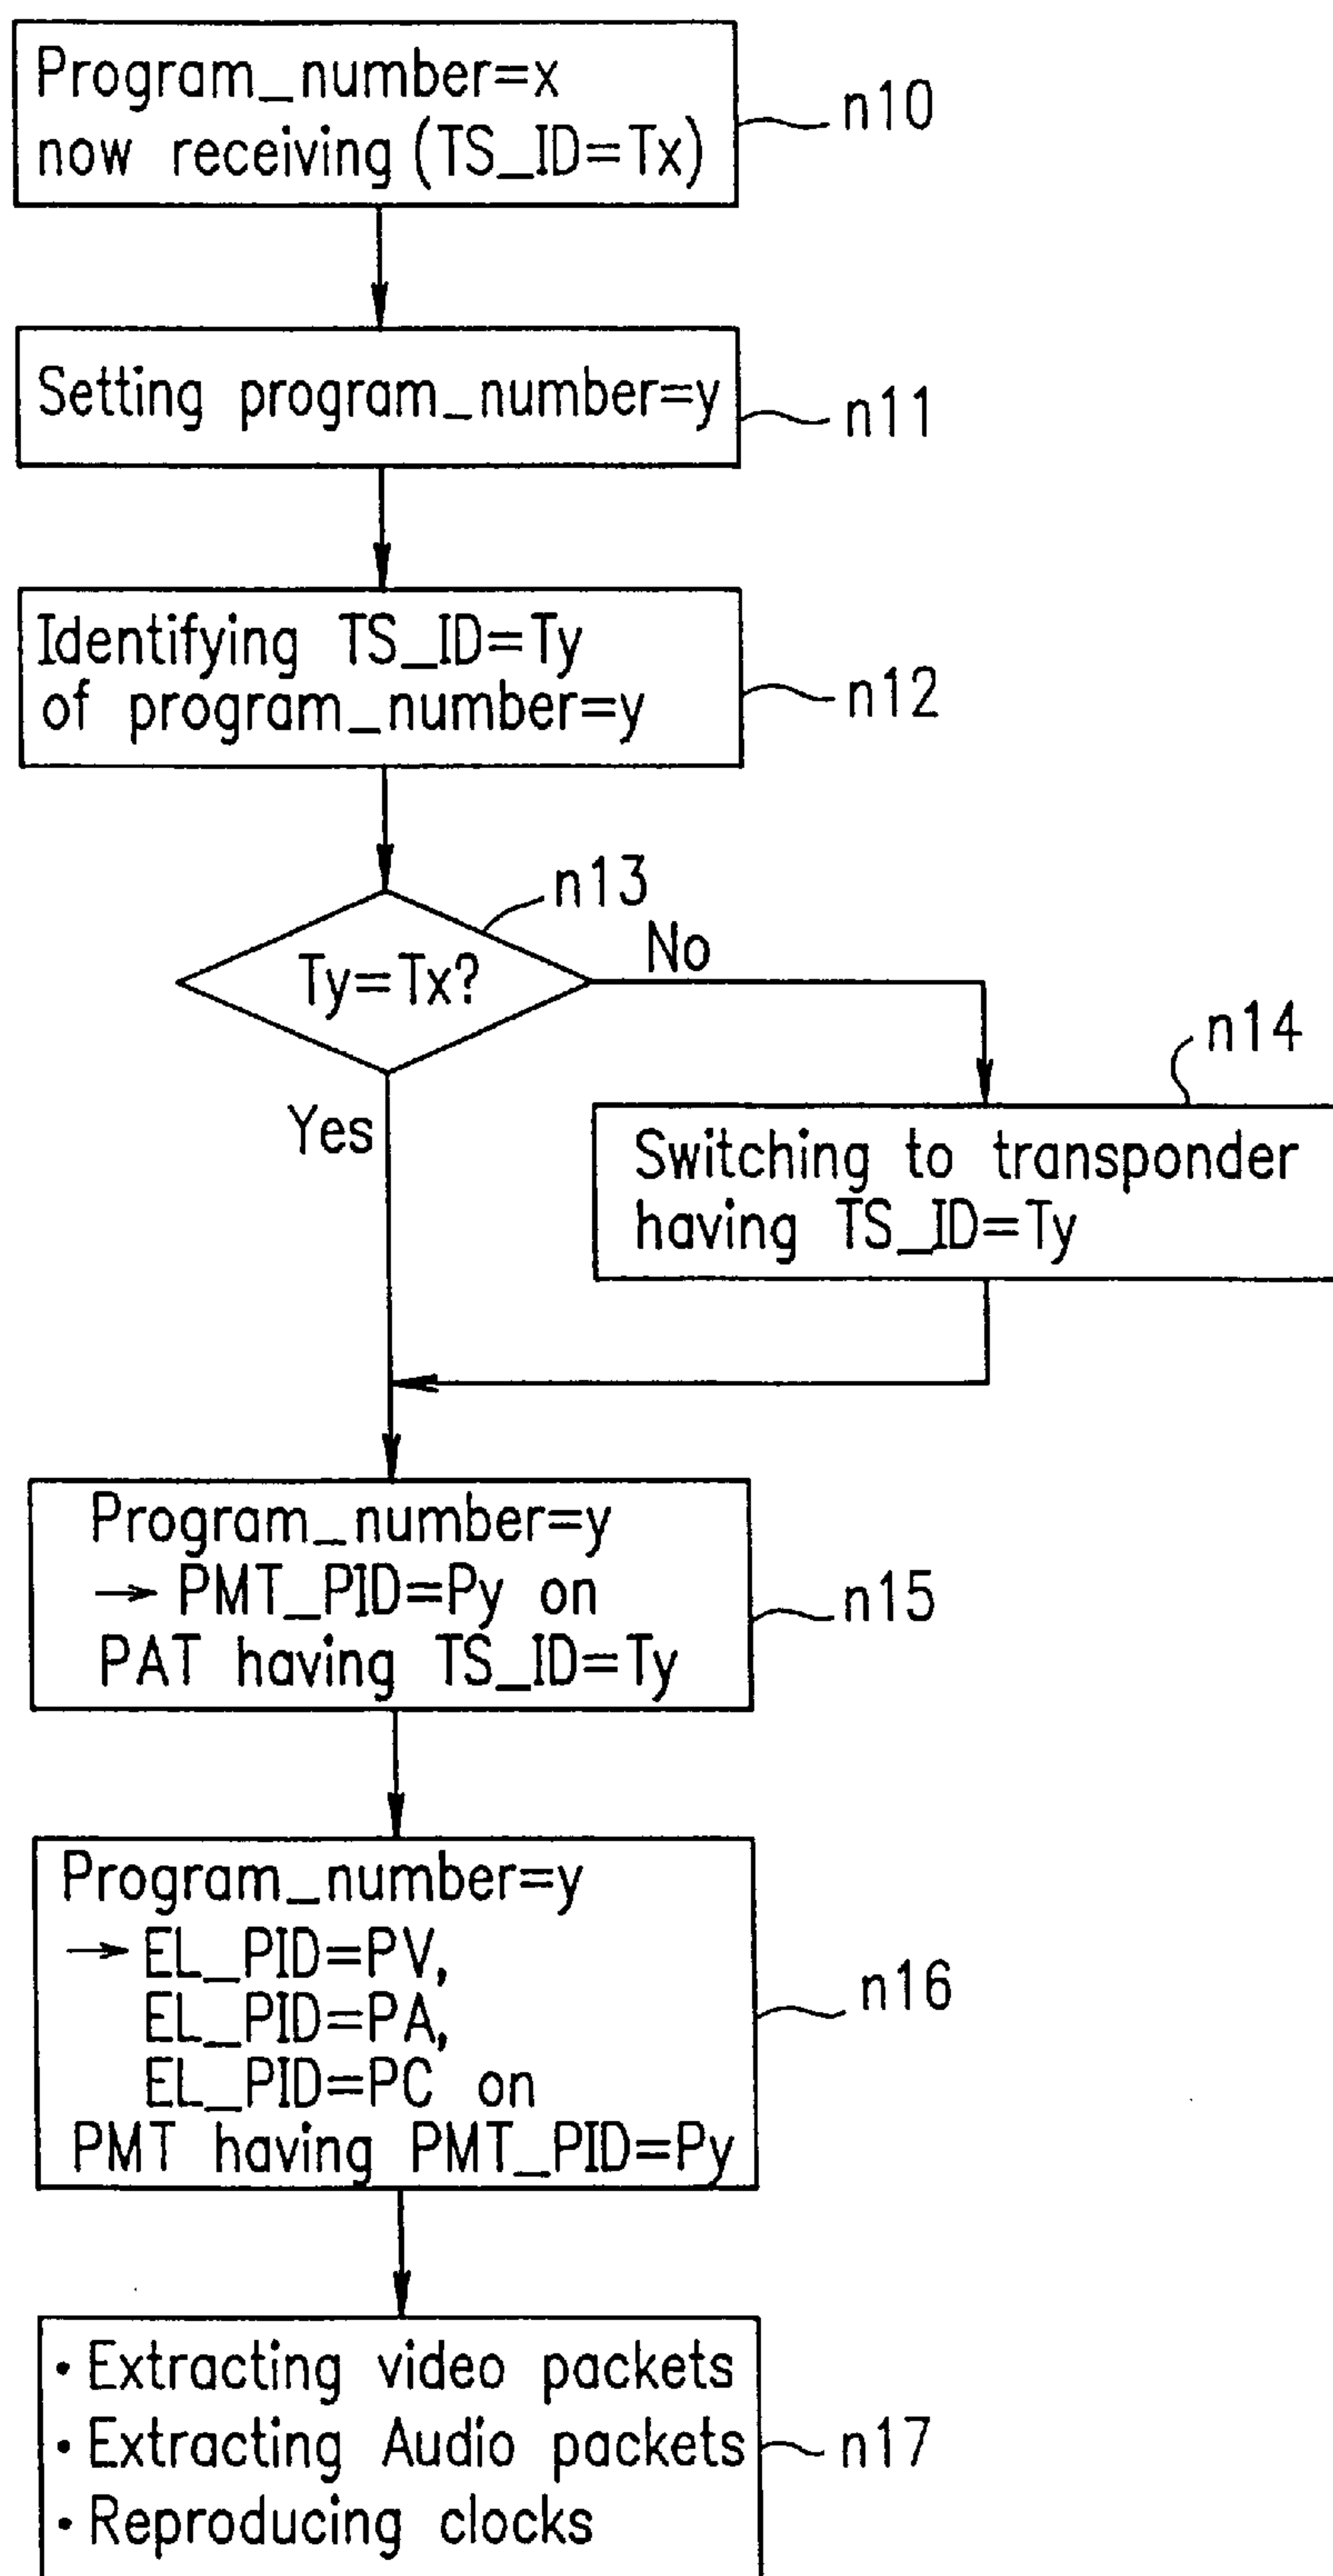 Program_number=x
now receiving (TS_ID=Tx)
n10
Setting program_number=y
n11
Identifying TS_ID=Ty
of program_number=y
n12
n13
Ty=Tx?
No
Yes
n14
Switching to transponder
having TS_ID=Ty
Program_number=y
→ PMT_PID=Py on
PAT having TS_ID=Ty
n15
Program_number=y
→ EL_PID=PV,
EL_PID=PA,
EL_PID=PC on
PMT having PMT_PID=Py
n16
· Extracting video packets
· Extracting Audio packets
· Reproducing clocks
n17